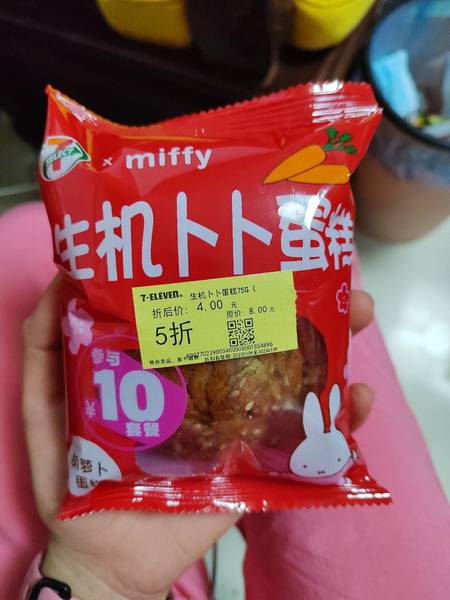 7 SELECT × miffy
生机卜卜蛋糕
7-ELEVEn® 生机卜卜蛋糕75G (
折后价: 4.00 元
原价 8.00 元
5折
参与
¥10
套餐
胡萝卜
蛋糕